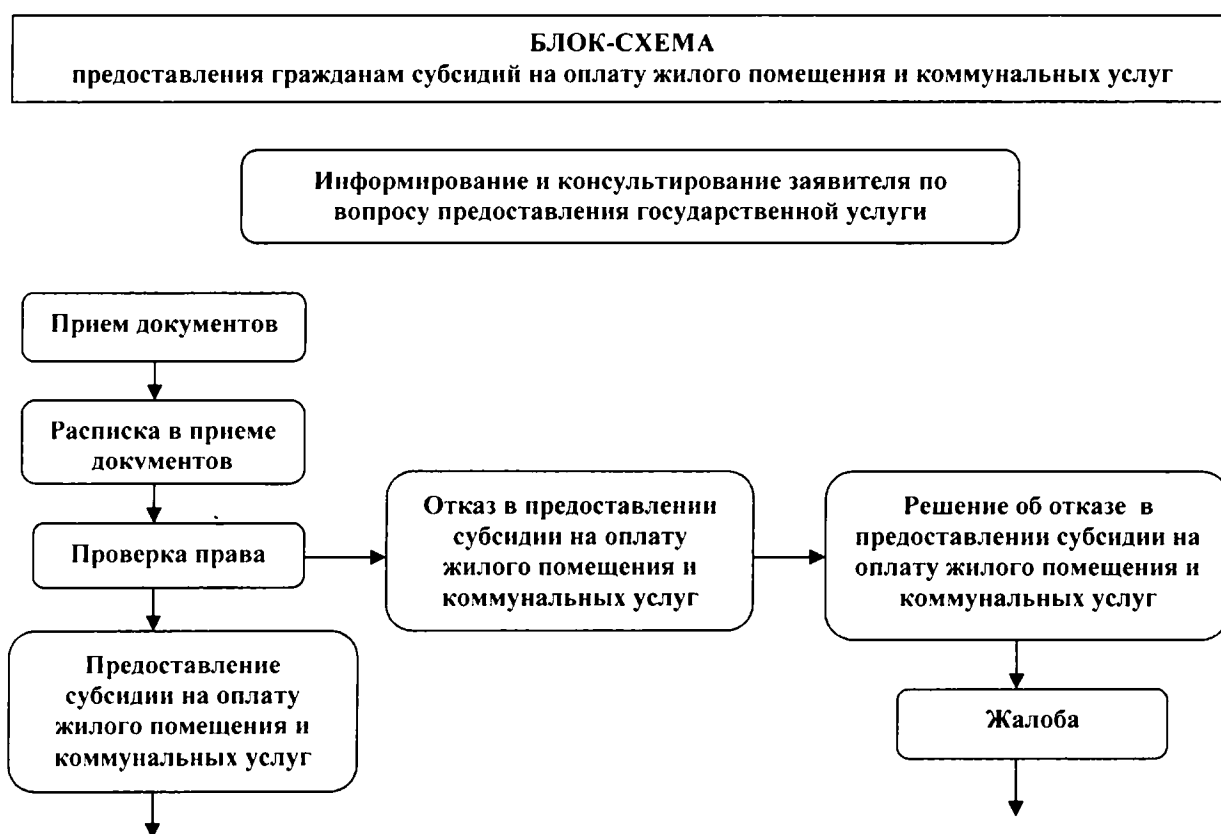 БЛОК-СХЕМА
предоставления гражданам субсидий на оплату жилого помещения и коммунальных услуг
Информирование и консультирование заявителя по
вопросу предоставления государственной услуги
Прием документов
Расписка в приеме
документов
Проверка права
Отказ в предоставлении
субсидии на оплату
жилого помещения и
коммунальных услуг
Решение об отказе в
предоставлении субсидии на
оплату жилого помещения и
коммунальных услуг
Предоставление
субсидии на оплату
жилого помещения и
коммунальных услуг
Жалоба